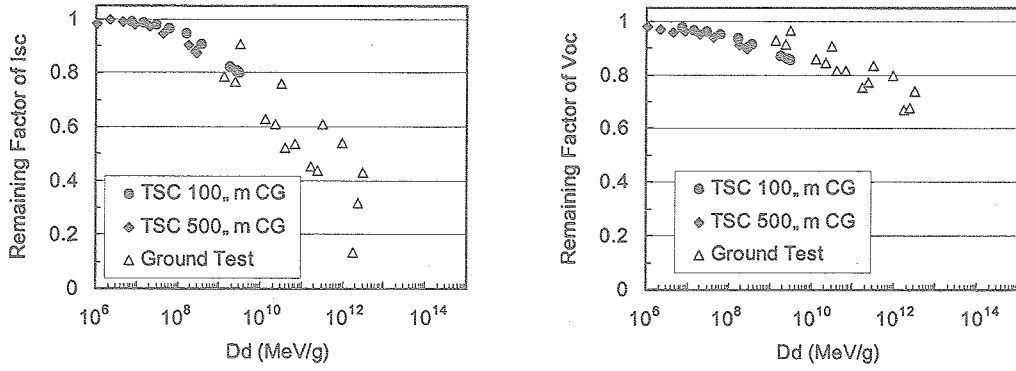 Remaining Factor of Isc
1
0.8
0.6
0.4
0.2
0
TSC 100„ m CG
TSC 500„ m CG
Ground Test
10^6
10^8
10^10
10^12
10^14
Dd (MeV/g)
Remaining Factor of Voc
1
0.8
0.6
0.4
0.2
0
TSC 100„ m CG
TSC 500„ m CG
Ground Test
10^6
10^8
10^10
10^12
10^14
Dd (MeV/g)